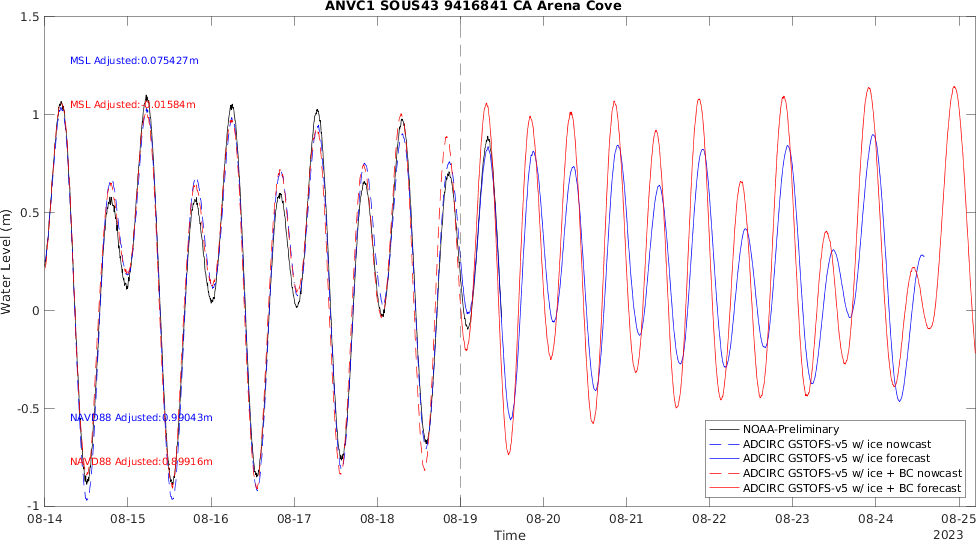 ANVC1 SOUS43 9416841 CA Arena Cove
1.5
1
0.5
0
-0.5
-1
Water Level (m)
MSL Adjusted:0.075427m
MSL Adjusted:-0.01584m
NAVD88 Adjusted:0.99043m
NAVD88 Adjusted:0.89916m
NOAA-Preliminary
ADCIRC GSTOFS-v5 w/ ice nowcast
ADCIRC GSTOFS-v5 w/ ice forecast
ADCIRC GSTOFS-v5 w/ ice + BC nowcast
ADCIRC GSTOFS-v5 w/ ice + BC forecast
08-14 08-15 08-16 08-17 08-18 08-19 08-20 08-21 08-22 08-23 08-24 08-25
Time
2023